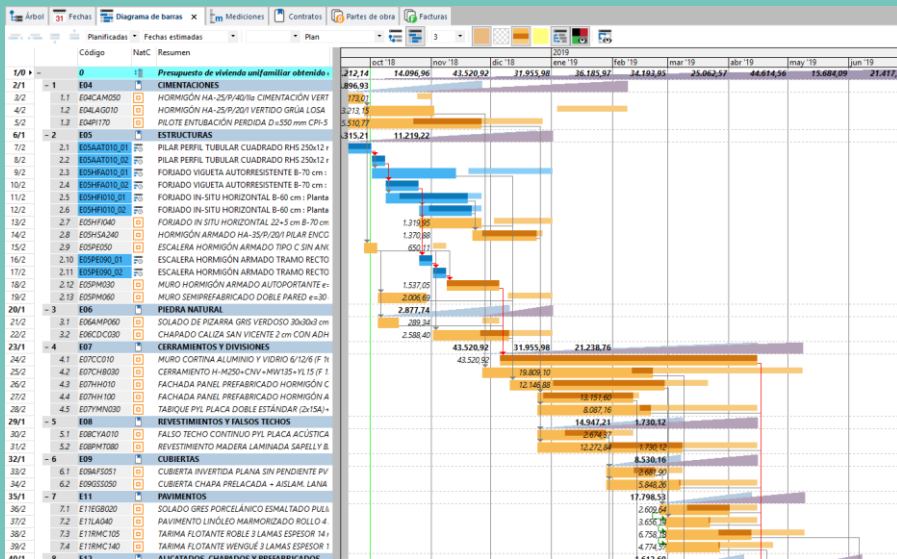 Árbol 31 Fechas Diagrama de barras x Mediciones Contratos Partes de obra Facturas
Planificadas Fechas estimadas Plan 3
Código NatC Resumen 2019
oct '18 nov '18 dic '18 ene '19 feb '19 mar '19 abr '19 may '19 jun '19
1/0 - 0 Presupuesto de vivienda unifamiliar obtenido .212,14 14.096,96 43.520,92 31.955,98 36.185,97 34.193,95 25.062,57 44.614,56 15.684,09 21.417,
2/1 - 1 E04 CIMENTACIONES .896,93
3/2 1.1 E04CAM050 HORMIGÓN HA-25/P/40/IIa CIMENTACIÓN VERT 173,01
4/2 1.2 E04LAG010 HORMIGÓN HA-25/P/20/I VERTIDO GRÚA LOSA 3.213,15
5/2 1.3 E04PI170 PILOTE ENTUBACIÓN PERDIDA D=550 mm CPI-5 5.510,77
6/1 - 2 E05 ESTRUCTURAS .315,21 11.219,22
7/2 2.1 E05AAT010_01 PILAR PERFIL TUBULAR CUADRADO RHS 250x12 r
8/2 2.2 E05AAT010_02 PILAR PERFIL TUBULAR CUADRADO RHS 250x12 r
9/2 2.3 E05HFA010_01 FORJADO VIGUETA AUTORRESISTENTE B-70 cm :
10/2 2.4 E05HFA010_02 FORJADO VIGUETA AUTORRESISTENTE B-70 cm :
11/2 2.5 E05HFI010_01 FORJADO IN-SITU HORIZONTAL B-60 cm : Planta
12/2 2.6 E05HFI010_02 FORJADO IN-SITU HORIZONTAL B-60 cm : Planta
13/2 2.7 E05HFI040 FORJADO IN SITU HORIZONTAL 22+5 cm B-70 cm 1.319,95
14/2 2.8 E05HSA240 HORMIGÓN ARMADO HA-35/P/20/I PILAR ENCO 1.370,88
15/2 2.9 E05PE050 ESCALERA HORMIGÓN ARMADO TIPO C SIN ANC 650,11
16/2 2.10 E05PE090_01 ESCALERA HORMIGÓN ARMADO TRAMO RECTO
17/2 2.11 E05PE090_02 ESCALERA HORMIGÓN ARMADO TRAMO RECTO
18/2 2.12 E05PM030 MURO HORMIGÓN ARMADO AUTOPORTANTE e= 1.537,05
19/2 2.13 E05PM060 MURO SEMIPREFABRICADO DOBLE PARED e=30 2.006,69
20/1 - 3 E06 PIEDRA NATURAL 2.877,74
21/2 3.1 E06AMP060 SOLADO DE PIZARRA GRIS VERDOSO 30x30x3 cm 289,34
22/2 3.2 E06CDC030 CHAPADO CALIZA SAN VICENTE 2 cm CON ADH 2.588,40
23/1 - 4 E07 CERRAMIENTOS Y DIVISIONES 43.520,92 31.955,98 21.238,76
24/2 4.1 E07CC010 MURO CORTINA ALUMINIO Y VIDRIO 6/12/6 (F 1( 43.520,92
25/2 4.2 E07CHB030 CERRAMIENTO H-M250+CNV+MW135+YL15 (F 1. 19.809,10
26/2 4.3 E07HH010 FACHADA PANEL PREFABRICADO HORMIGÓN C 12.146,88
27/2 4.4 E07HH100 FACHADA PANEL PREFABRICADO HORMIGÓN A 13.151,60
28/2 4.5 E07YMN030 TABIQUE PYL PLACA DOBLE ESTÁNDAR (2x15A)+ 8.087,16
29/1 - 5 E08 REVESTIMIENTOS Y FALSOS TECHOS 14.947,21 1.730,12
30/2 5.1 E08CYA010 FALSO TECHO CONTINUO PYL PLACA ACÚSTICA 2.674,37
31/2 5.2 E08PMT080 REVESTIMIENTO MADERA LAMINADA SAPELLY B. 12.272,84 1.730,12
32/1 - 6 E09 CUBIERTAS 8.530,16
33/2 6.1 E09AFS051 CUBIERTA INVERTIDA PLANA SIN PENDIENTE PV 2.681,90
34/2 6.2 E09GSS050 CUBIERTA CHAPA PRELACADA + AISLAM. LANA 5.848,26
35/1 - 7 E11 PAVIMENTOS 17.798,53
36/2 7.1 E11EGB020 SOLADO GRES PORCELÁNICO ESMALTADO PULI 2.609,64
37/2 7.2 E11LA040 PAVIMENTO LINÓLEO MARMORIZADO ROLLO 4.
38/2 7.3 E11RMC105 TARIMA FLOTANTE ROBLE 3 LAMAS ESPESOR 14 r
39/2 7.4 E11RMC140 TARIMA FLOTANTE WENGUÉ 3 LAMAS ESPESOR 1